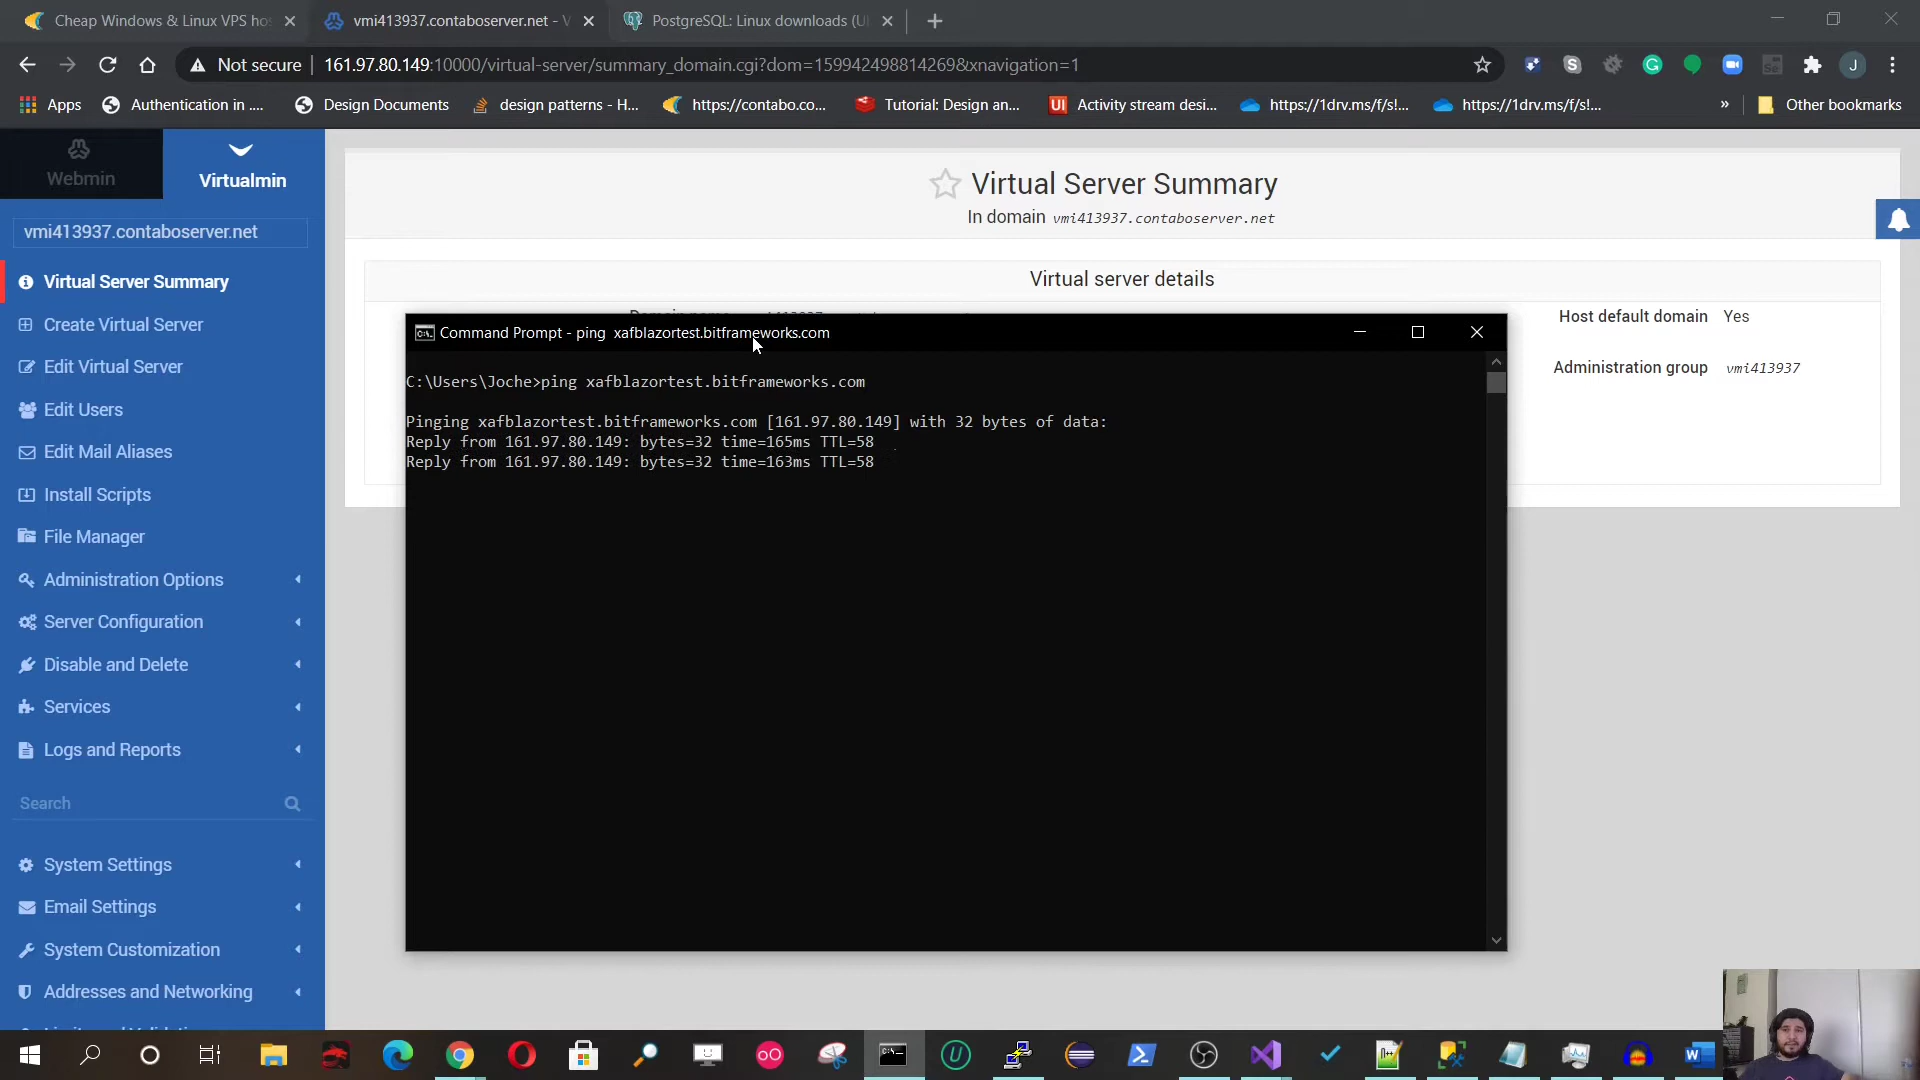 Cheap Windows & Linux VPS ho
vmi413937.contaboserver.net - V
PostgreSQL: Linux downloads (U
Not secure
161.97.80.149:10000/virtual-server/summary_domain.cgi?dom=159942498814269&xnavigation=1
J
Apps
Authentication in ....
Design Documents
design patterns - H...
https://contabo.co...
Tutorial: Design an...
UI
Activity stream desi...
https://1drv.ms/f/s!...
https://1drv.ms/f/s!...
»
Other bookmarks
Webmin
Virtualmin
vmi413937.contaboserver.net
Virtual Server Summary
Create Virtual Server
Edit Virtual Server
Edit Users
Edit Mail Aliases
Install Scripts
File Manager
Administration Options
Server Configuration
Disable and Delete
Services
Logs and Reports
Search
System Settings
Email Settings
System Customization
Addresses and Networking
Virtual Server Summary
In domain vmi413937.contaboserver.net
Virtual server details
Host default domain Yes
Administration group vmi413937
Command Prompt - ping xafblazortest.bitframeworks.com
C:\Users\Joche>ping xafblazortest.bitframeworks.com
Pinging xafblazortest.bitframeworks.com [161.97.80.149] with 32 bytes of data:
Reply from 161.97.80.149: bytes=32 time=165ms TTL=58
Reply from 161.97.80.149: bytes=32 time=163ms TTL=58